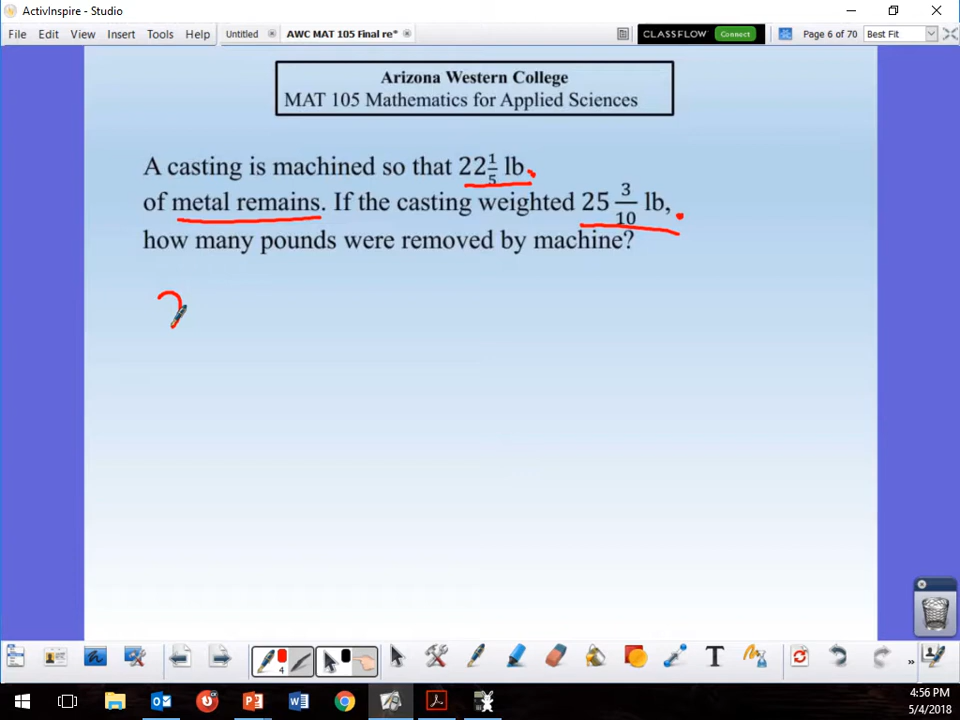 ActivInspire - Studio
File Edit View Insert Tools Help Untitled AWC MAT 105 Final re* CLASSFLOW Connect Page 6 of 70 Best Fit
Arizona Western College
MAT 105 Mathematics for Applied Sciences
A casting is machined so that 22 1/5 lb.
of metal remains. If the casting weighted 25 3/10 lb,
how many pounds were removed by machine?
4
T
»
4:56 PM
5/4/2018